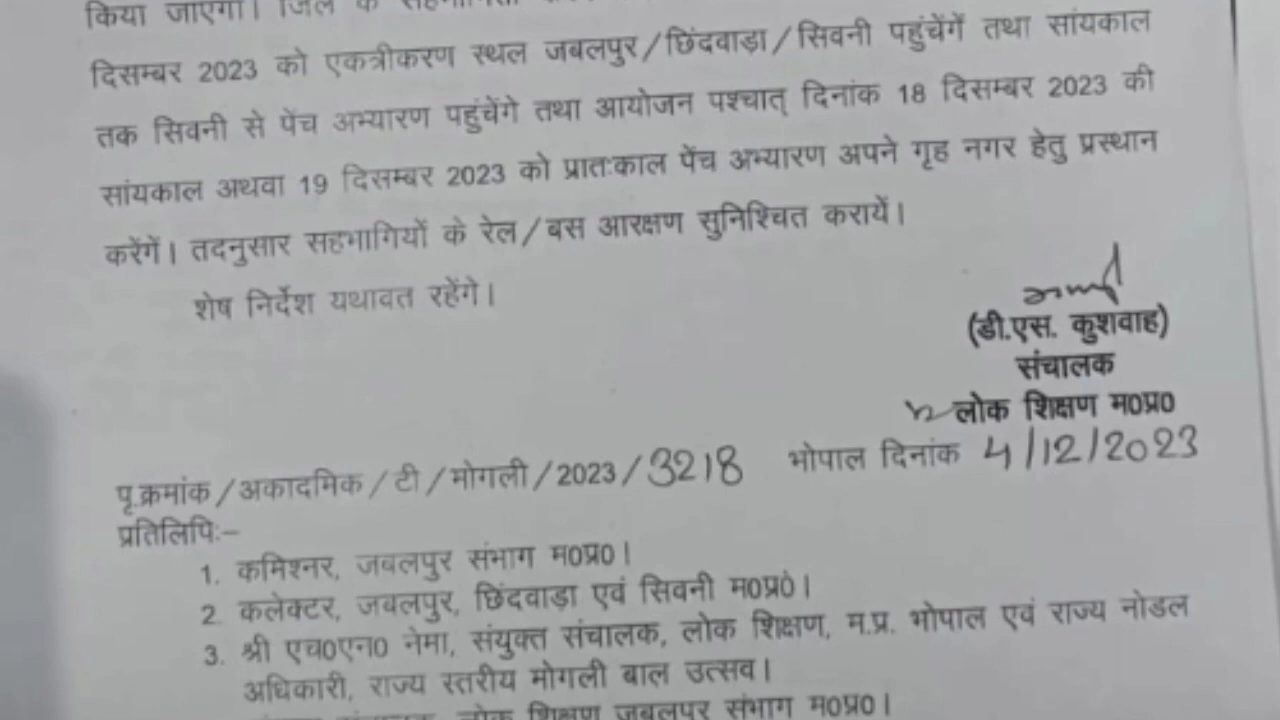 किया जाएगा। जिले के
दिसम्बर 2023 को एकत्रीकरण स्थल जबलपुर/छिंदवाड़ा/सिवनी पहुंचेंगें तथा सांयकाल
तक सिवनी से पेंच अभ्यारण पहुंचेंगे तथा आयोजन पश्चात् दिनांक 18 दिसम्बर 2023 की
सांयकाल अथवा 19 दिसम्बर 2023 को प्रातःकाल पेंच अभ्यारण अपने गृह नगर हेतु प्रस्थान
करेंगें। तदनुसार सहभागियों के रेल/बस आरक्षण सुनिश्चित करायें।
शेष निर्देश यथावत रहेंगे।
(डी.एस. कुशवाह)
संचालक
लोक शिक्षण म0प्र0
पृ.क्रमांक/अकादमिक/टी/मोगली/2023/3218 भोपाल दिनांक 4/12/2023
प्रतिलिपिः–
1. कमिश्नर, जबलपुर संभाग म0प्र0।
2. कलेक्टर, जबलपुर, छिंदवाड़ा एवं सिवनी म0प्र0।
3. श्री एच0एन0 नेमा, संयुक्त संचालक, लोक शिक्षण, म.प्र. भोपाल एवं राज्य नोडल
अधिकारी, राज्य स्तरीय मोगली बाल उत्सव।
लोक शिक्षण जबलपुर संभाग म0प्र0।